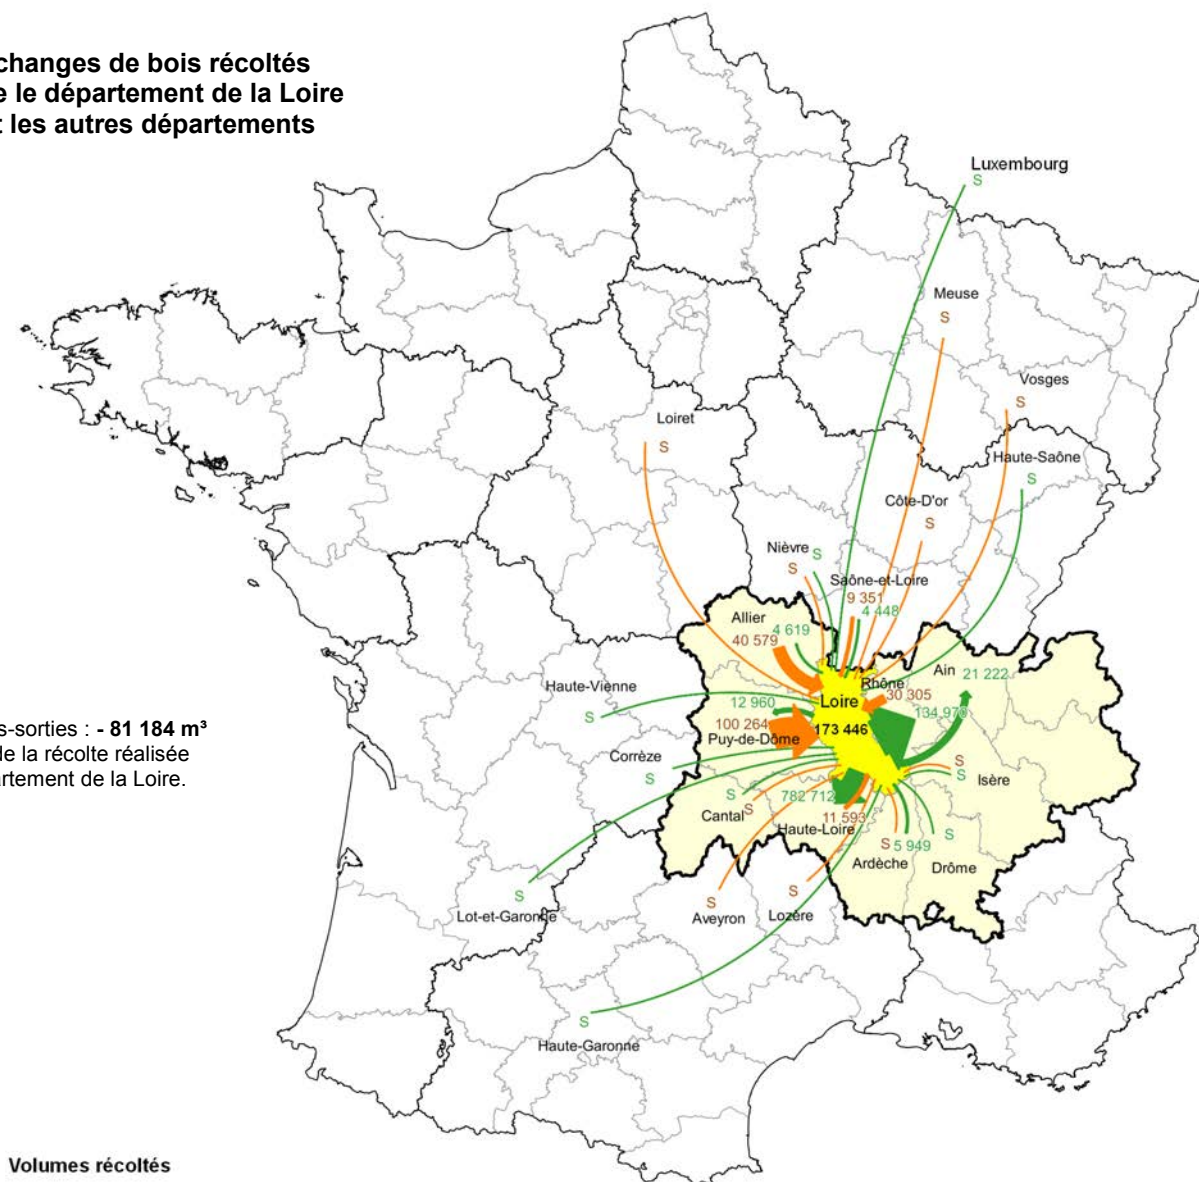 changes de bois récoltés
e le département de la Loire
t les autres départements
Luxembourg
S
Meuse
S
Vosges
S
Loiret
S
Haute-Saône
S
Côte-D'or
S
Nièvre S
S
Saône-et-Loire
9 351
4 448
Allier
4 619
40 579
Ain 21 222
Rhône
30 305
Haute-Vienne
S
12 960
Loire
134 970
100 264
173 446
Puy-de-Dôme
s-sorties : - 81 184 m³
de la récolte réalisée
artement de la Loire.
Corrèze
S
S
S
Isère
S
S
Cantal
782 712
11 593
Haute-Loire
S
5 949
S
Ardèche
Drôme
S
Lot-et-Garonne
S
Aveyron
S
Lozère
S
Haute-Garonne
Volumes récoltés